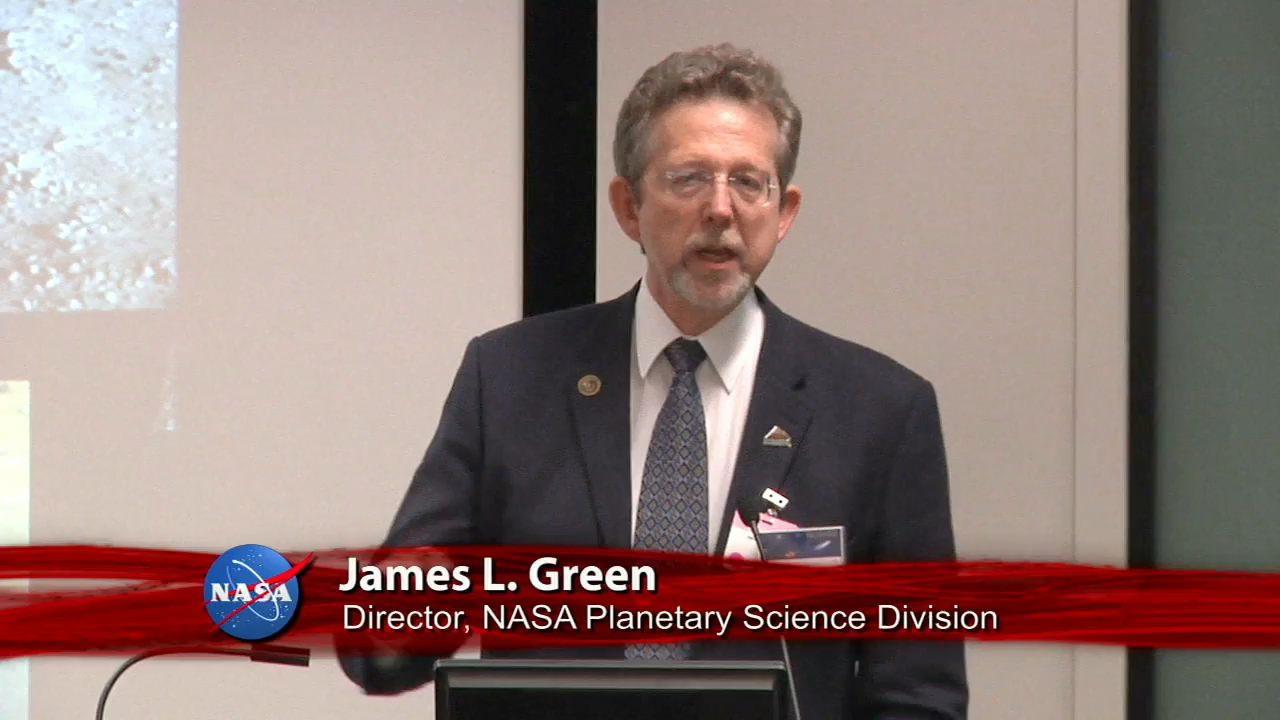 NASA
James L. Green
Director, NASA Planetary Science Division